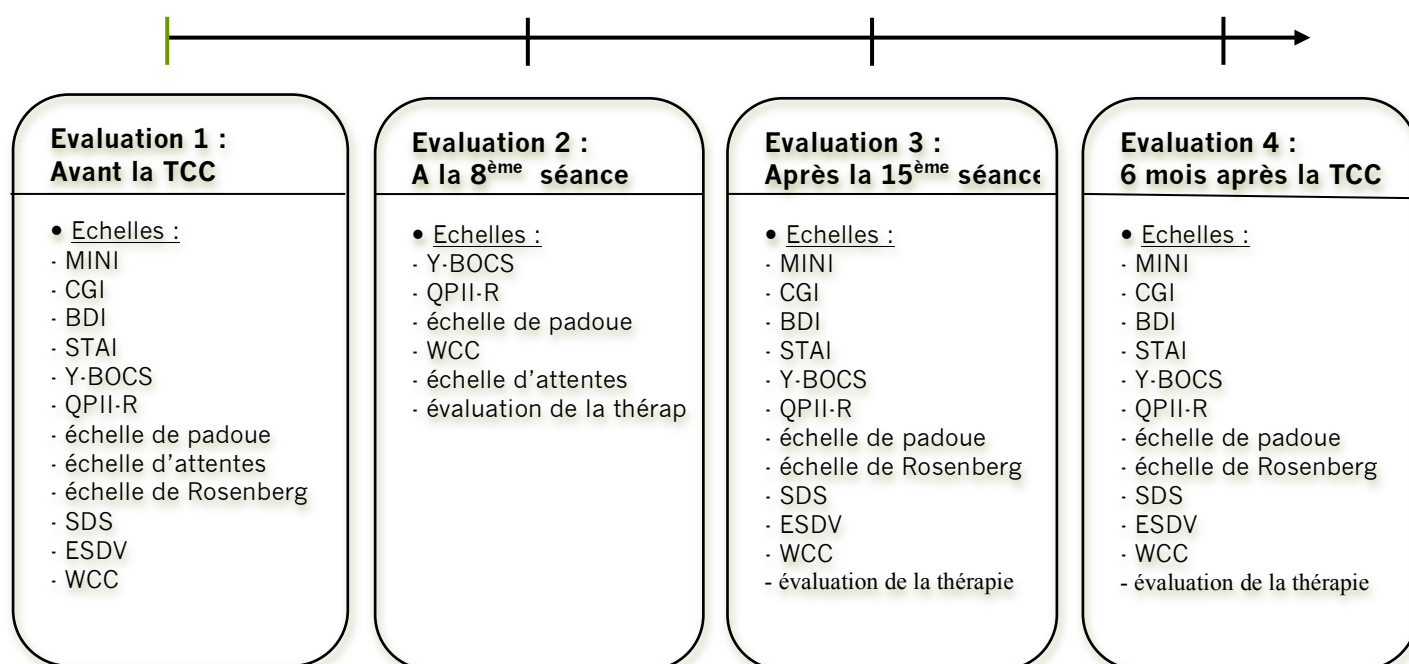 Evaluation 1 :
Avant la TCC
• Echelles :
- MINI
- CGI
- BDI
- STAI
- Y-BOCS
- QPII-R
- échelle de padoue
- échelle d’attentes
- échelle de Rosenberg
- SDS
- ESDV
- WCC
Evaluation 2 :
A la 8ème séance
• Echelles :
- Y-BOCS
- QPII-R
- échelle de padoue
- WCC
- échelle d’attentes
- évaluation de la thérap
Evaluation 3 :
Après la 15ème séance
• Echelles :
- MINI
- CGI
- BDI
- STAI
- Y-BOCS
- QPII-R
- échelle de padoue
- échelle de Rosenberg
- SDS
- ESDV
- WCC
- évaluation de la thérapie
Evaluation 4 :
6 mois après la TCC
• Echelles :
- MINI
- CGI
- BDI
- STAI
- Y-BOCS
- QPII-R
- échelle de padoue
- échelle de Rosenberg
- SDS
- ESDV
- WCC
- évaluation de la thérapie